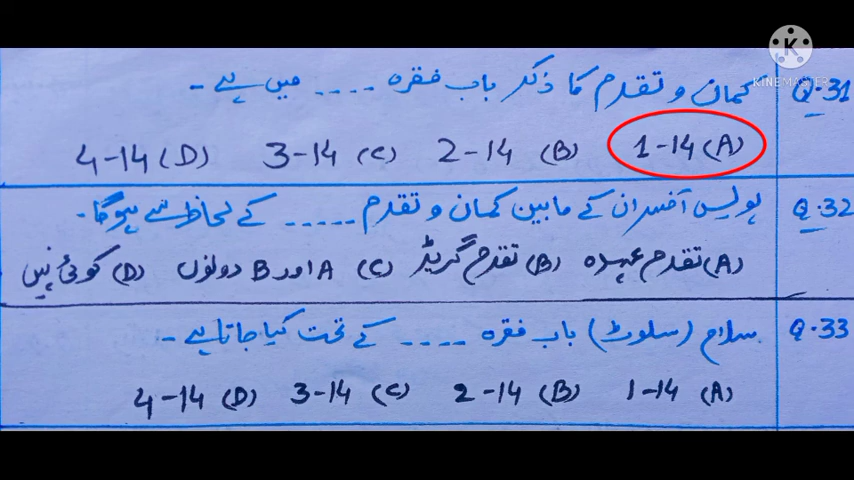 K
KINEMASTER
Q.31 کمان و تقدم کا ذکر باب فقرہ .... میں ہے۔
1-14 (A) 2-14 (B) 3-14 (C) 4-14 (D)
Q.32 پولیس آفسران کے مابین کمان و تقدم ..... کے لحاظ سے ہوگا۔
(A) تقدم عہدہ (B) تقدم گریڈ (C) A اور B دونوں (D) کوئی نہیں
Q.33 سلام (سلوٹ) باب فقرہ .... کے تحت کیا جاتا ہے۔
1-14 (A) 2-14 (B) 3-14 (C) 4-14 (D)